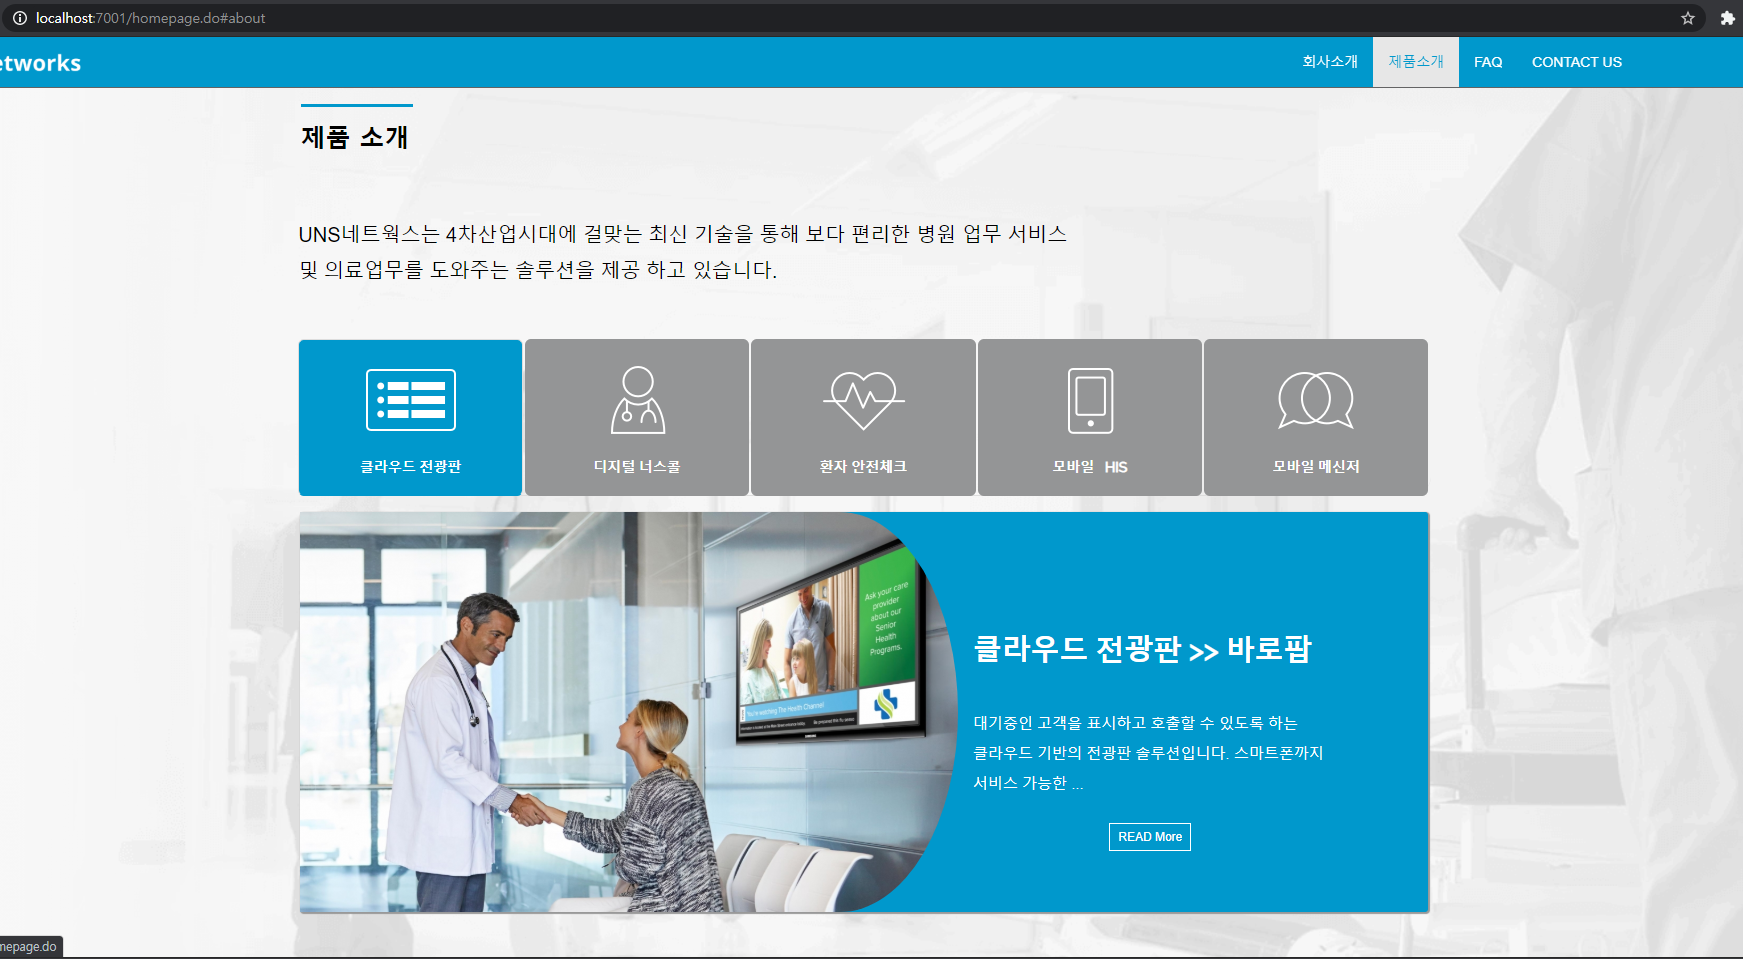 localhost:7001/homepage.do#about
etworks
회사소개
제품소개
FAQ
CONTACT US
제품 소개
UNS네트웍스는 4차산업시대에 걸맞는 최신 기술을 통해 보다 편리한 병원 업무 서비스
및 의료업무를 도와주는 솔루션을 제공 하고 있습니다.
클라우드 전광판
디지털 너스콜
환자 안전체크
모바일 HIS
모바일 메신저
Ask your care
provider
about our
Senior
Health
Programs.
You're watching The Health Channel
클라우드 전광판 >> 바로팝
대기중인 고객을 표시하고 호출할 수 있도록 하는
클라우드 기반의 전광판 솔루션입니다. 스마트폰까지
서비스 가능한 ...
READ More
mepage.do